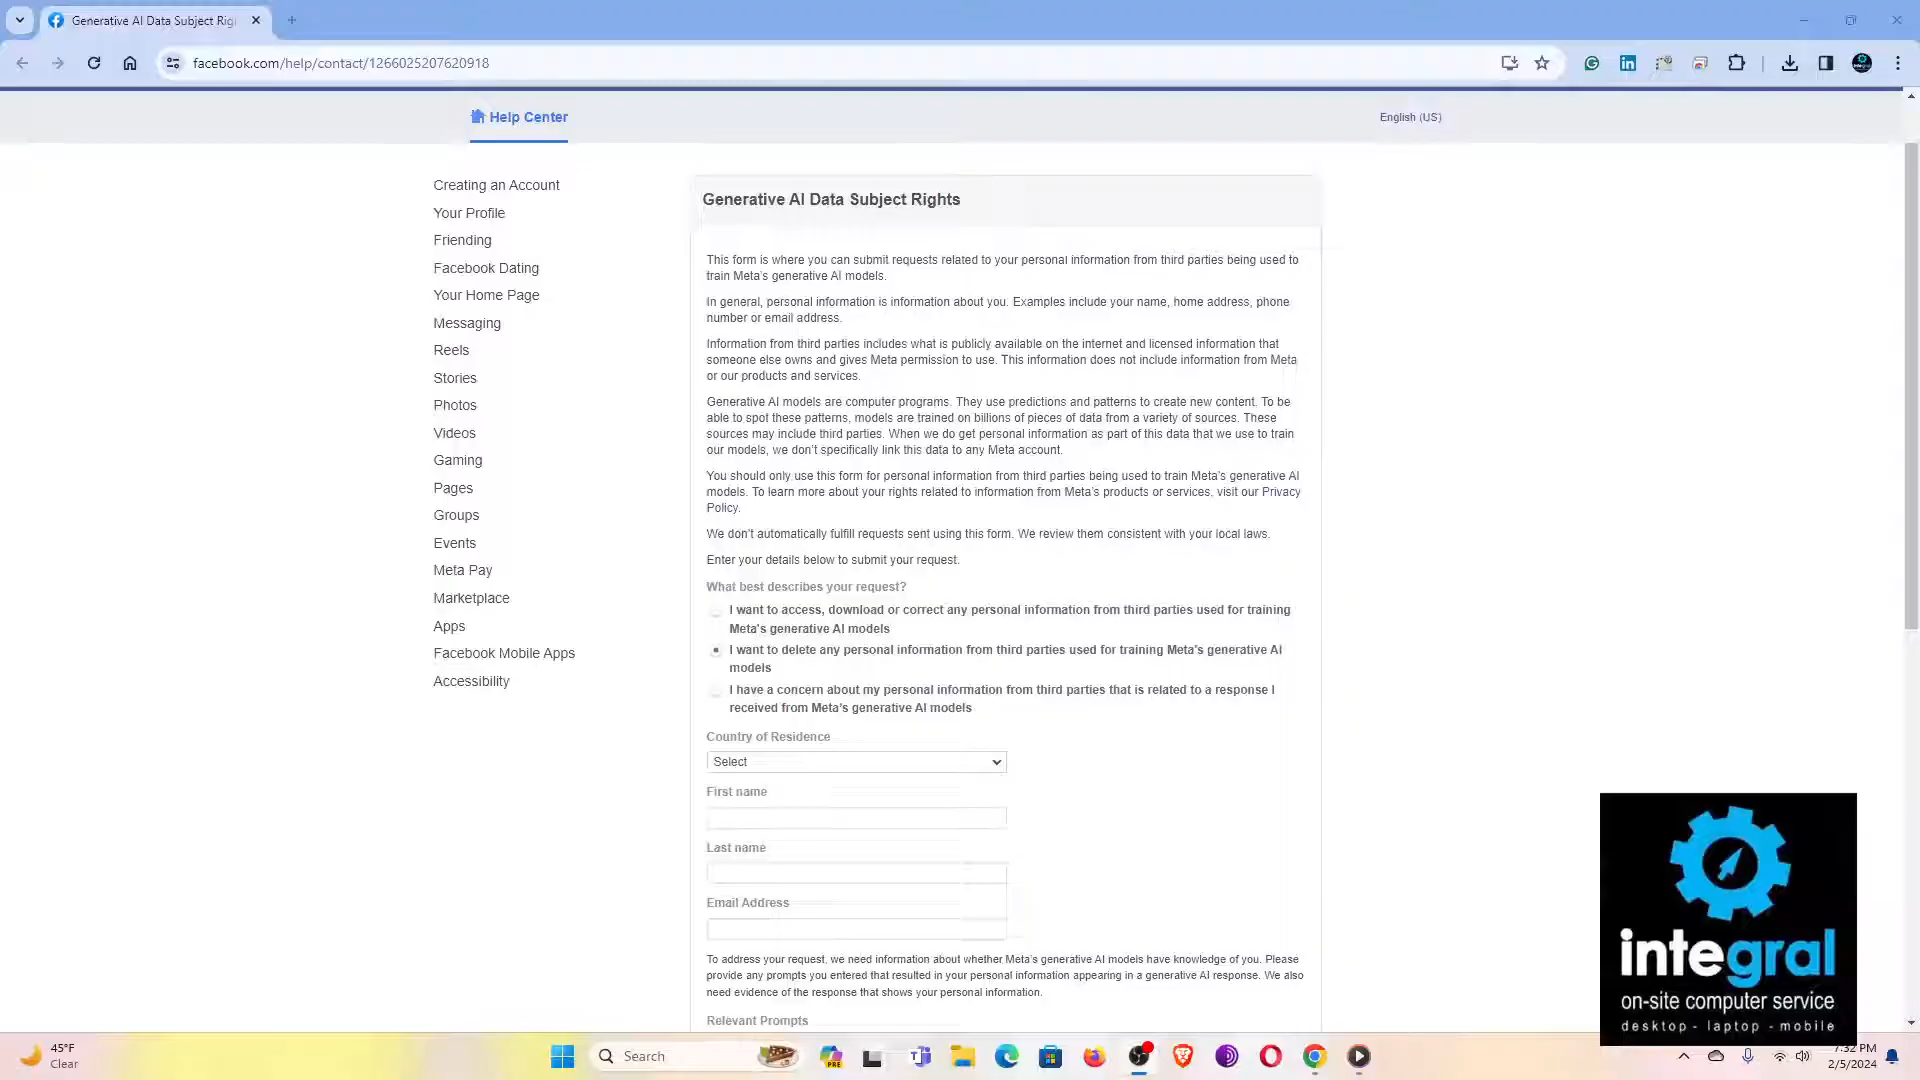 Generative AI Data Subject Rig
facebook.com/help/contact/1266025207620918
Help Center
English (US)
Creating an Account
Your Profile
Friending
Facebook Dating
Your Home Page
Messaging
Reels
Stories
Photos
Videos
Gaming
Pages
Groups
Events
Meta Pay
Marketplace
Apps
Facebook Mobile Apps
Accessibility
Generative AI Data Subject Rights
This form is where you can submit requests related to your personal information from third parties being used to
train Meta's generative AI models.
In general, personal information is information about you. Examples include your name, home address, phone
number or email address.
Information from third parties includes what is publicly available on the internet and licensed information that
someone else owns and gives Meta permission to use. This information does not include information from Meta
or our products and services.
Generative AI models are computer programs. They use predictions and patterns to create new content. To be
able to spot these patterns, models are trained on billions of pieces of data from a variety of sources. These
sources may include third parties. When we do get personal information as part of this data that we use to train
our models, we don't specifically link this data to any Meta account.
You should only use this form for personal information from third parties being used to train Meta's generative AI
models. To learn more about your rights related to information from Meta's products or services, visit our Privacy
Policy.
We don't automatically fulfill requests sent using this form. We review them consistent with your local laws.
Enter your details below to submit your request.
What best describes your request?
I want to access, download or correct any personal information from third parties used for training
Meta's generative AI models
I want to delete any personal information from third parties used for training Meta's generative AI
models
I have a concern about my personal information from third parties that is related to a response I
received from Meta's generative AI models
Country of Residence
Select
First name
Last name
Email Address
To address your request, we need information about whether Meta's generative AI models have knowledge of you. Please
provide any prompts you entered that resulted in your personal information appearing in a generative AI response. We also
need evidence of the response that shows your personal information.
Relevant Prompts
integral
on-site computer service
desktop - laptop - mobile
45°F
Clear
Search
PRE
7:32 PM
2/5/2024